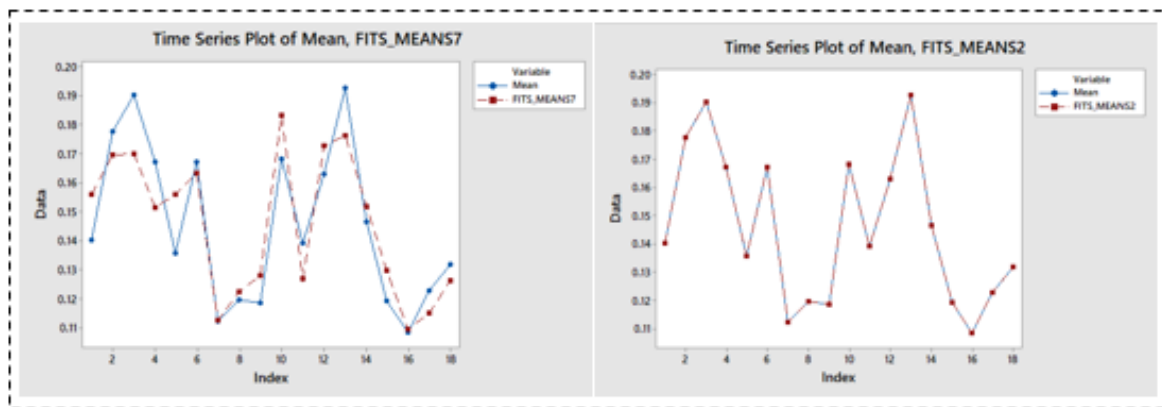 Time Series Plot of Mean, FITS_MEANS7
0.20
0.19
0.18
0.17
0.16
0.15
0.14
0.13
0.12
0.11
Data
2 4 6 8 10 12 14 16 18
Index
Variable
Mean
FITS_MEANS7
Time Series Plot of Mean, FITS_MEANS2
0.20
0.19
0.18
0.17
0.16
0.15
0.14
0.13
0.12
0.11
Data
2 4 6 8 10 12 14 16 18
Index
Variable
Mean
FITS_MEANS2